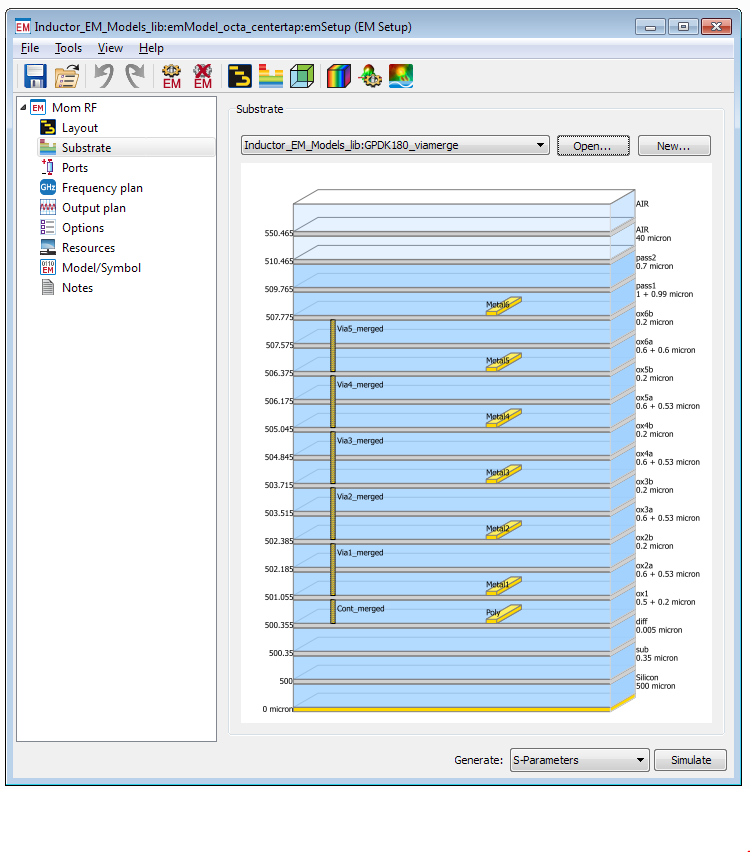 Inductor_EM_Models_lib:emModel_octa_centertap:emSetup (EM Setup)
File Tools View Help
EM EM
Mom RF
Layout
Substrate
Ports
Frequency plan
Output plan
Options
Resources
Model/Symbol
Notes
Substrate
Inductor_EM_Models_lib:GPDK180_viamerge
Open...
New...
AIR
550.465
AIR
40 micron
510.465
pass2
0.7 micron
509.765
pass1
1 + 0.99 micron
Metal6
507.775
ox6b
0.2 micron
Via5_merged
507.575
ox6a
0.6 + 0.6 micron
Metal5
506.375
ox5b
0.2 micron
Via4_merged
506.175
ox5a
0.6 + 0.53 micron
Metal4
505.045
ox4b
0.2 micron
Via3_merged
504.845
ox4a
0.6 + 0.53 micron
Metal3
503.715
ox3b
0.2 micron
Via2_merged
503.515
ox3a
0.6 + 0.53 micron
Metal2
502.385
ox2b
0.2 micron
Via1_merged
502.185
ox2a
0.6 + 0.53 micron
Metal1
501.055
ox1
0.5 + 0.2 micron
Cont_merged
Poly
500.355
diff
0.005 micron
500.35
sub
0.35 micron
500
Silicon
500 micron
0 micron
Generate:
S-Parameters
Simulate